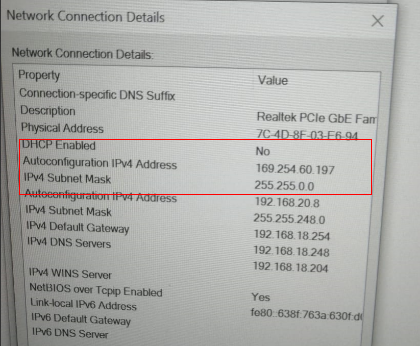 Network Connection Details
Network Connection Details:
Property Value
Connection-specific DNS Suffix
Description Realtek PCIe GbE Fam
Physical Address 7C-4D-8F-03-E6-94
DHCP Enabled No
Autoconfiguration IPv4 Address 169.254.60.197
IPv4 Subnet Mask 255.255.0.0
Autoconfiguration IPv4 Address 192.168.20.8
IPv4 Subnet Mask 255.255.248.0
IPv4 Default Gateway 192.168.18.254
IPv4 DNS Servers 192.168.18.248
192.168.18.204
IPv4 WINS Server
NetBIOS over Tcpip Enabled Yes
Link-local IPv6 Address fe80::638f:763a:630f:d
IPv6 Default Gateway
IPv6 DNS Server